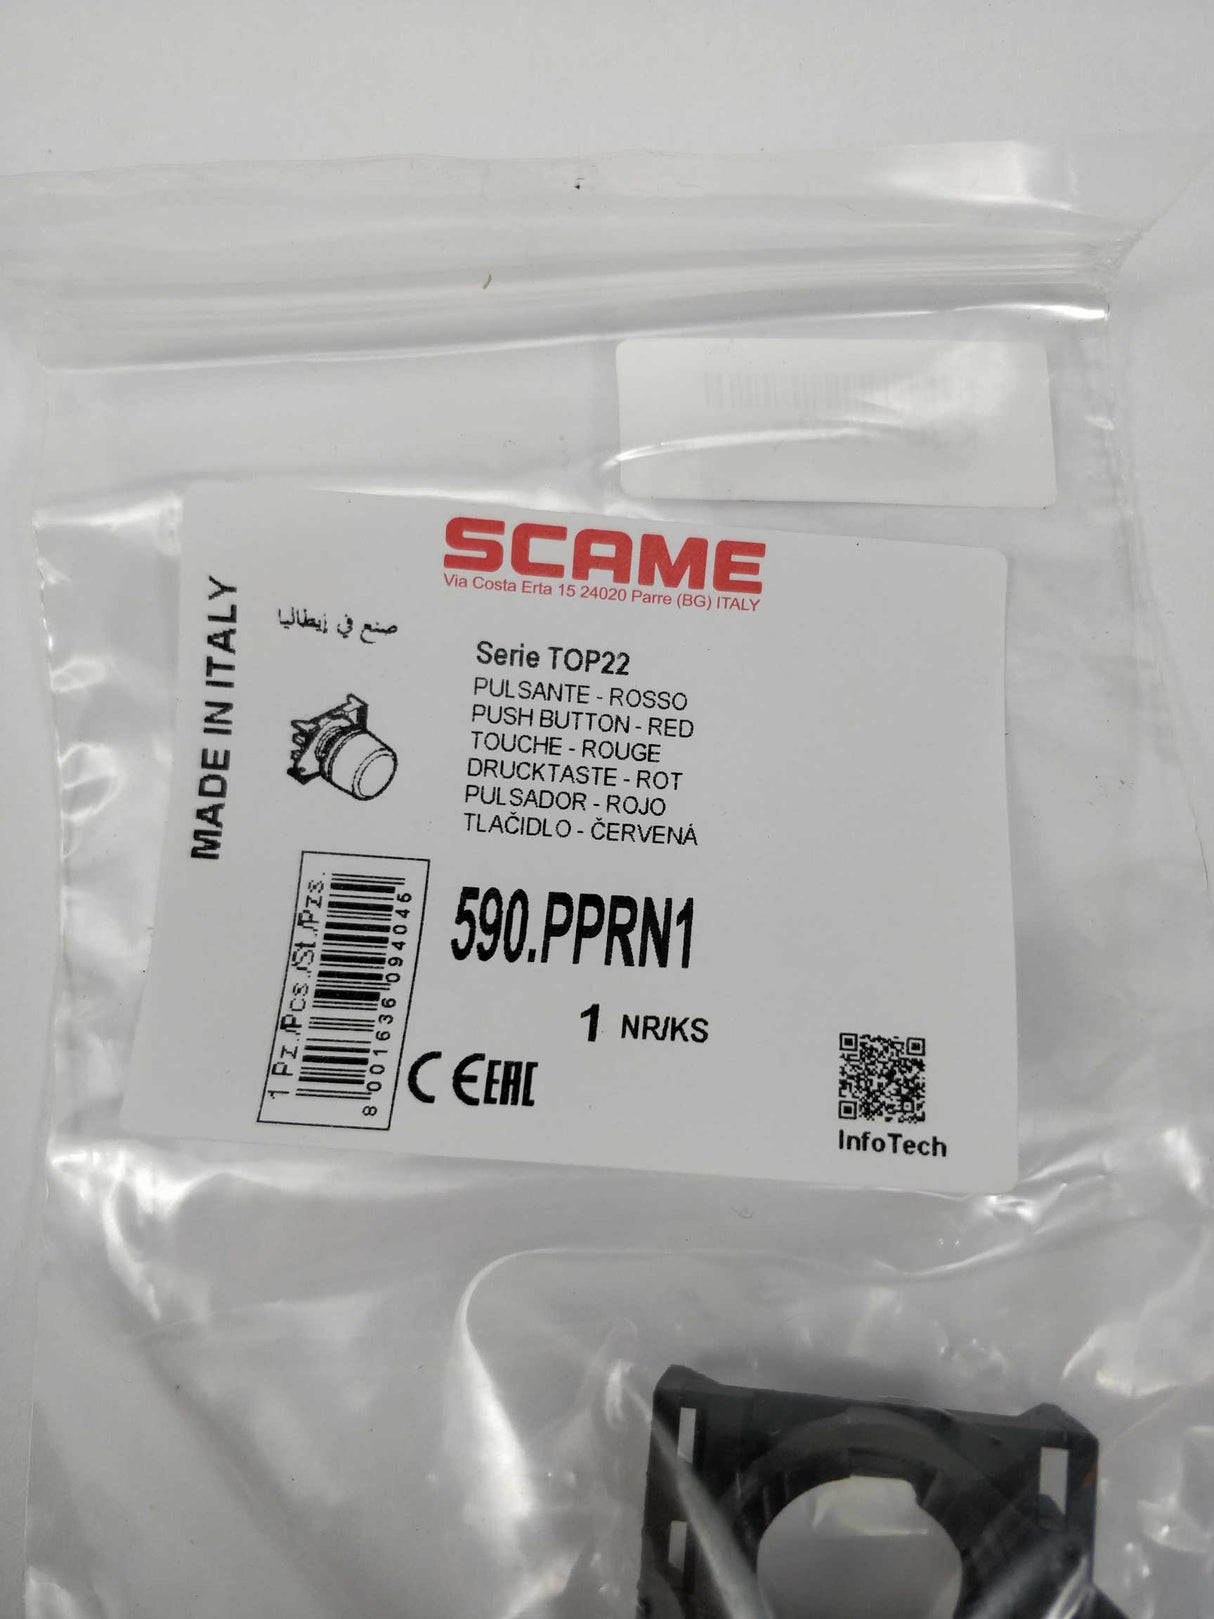 SCAME
Via Costa Erta 15 24020 Parre (BG) ITALY
MADE IN ITALY
صنع في إيطاليا
Serie TOP22
PULSANTE - ROSSO
PUSH BUTTON - RED
TOUCHE - ROUGE
DRUCKTASTE - ROT
PULSADOR - ROJO
TLAČIDLO - ČERVENÁ
590.PPRN1
1 NR/KS
1 Pz./Pcs./St./Pzs.
8 001636 094046
CE EAC
InfoTech